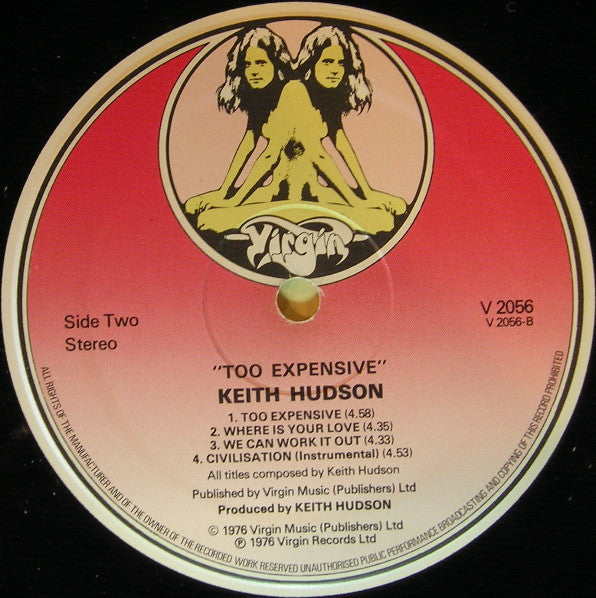 Virgin
Side Two
Stereo
V 2056
V 2056-B
"TOO EXPENSIVE"
KEITH HUDSON
1. TOO EXPENSIVE (4.58)
2. WHERE IS YOUR LOVE (4.35)
3. WE CAN WORK IT OUT (4.33)
4. CIVILISATION (Instrumental) (4.53)
All titles composed by Keith Hudson
Published by Virgin Music (Publishers) Ltd
Produced by KEITH HUDSON
© 1976 Virgin Music (Publishers) Ltd
℗ 1976 Virgin Records Ltd
ALL RIGHTS OF THE MANUFACTURER AND OF THE OWNER OF THE RECORDED WORK RESERVED UNAUTHORISED PUBLIC PERFORMANCE BROADCASTING AND COPYING OF THIS RECORD PROHIBITED